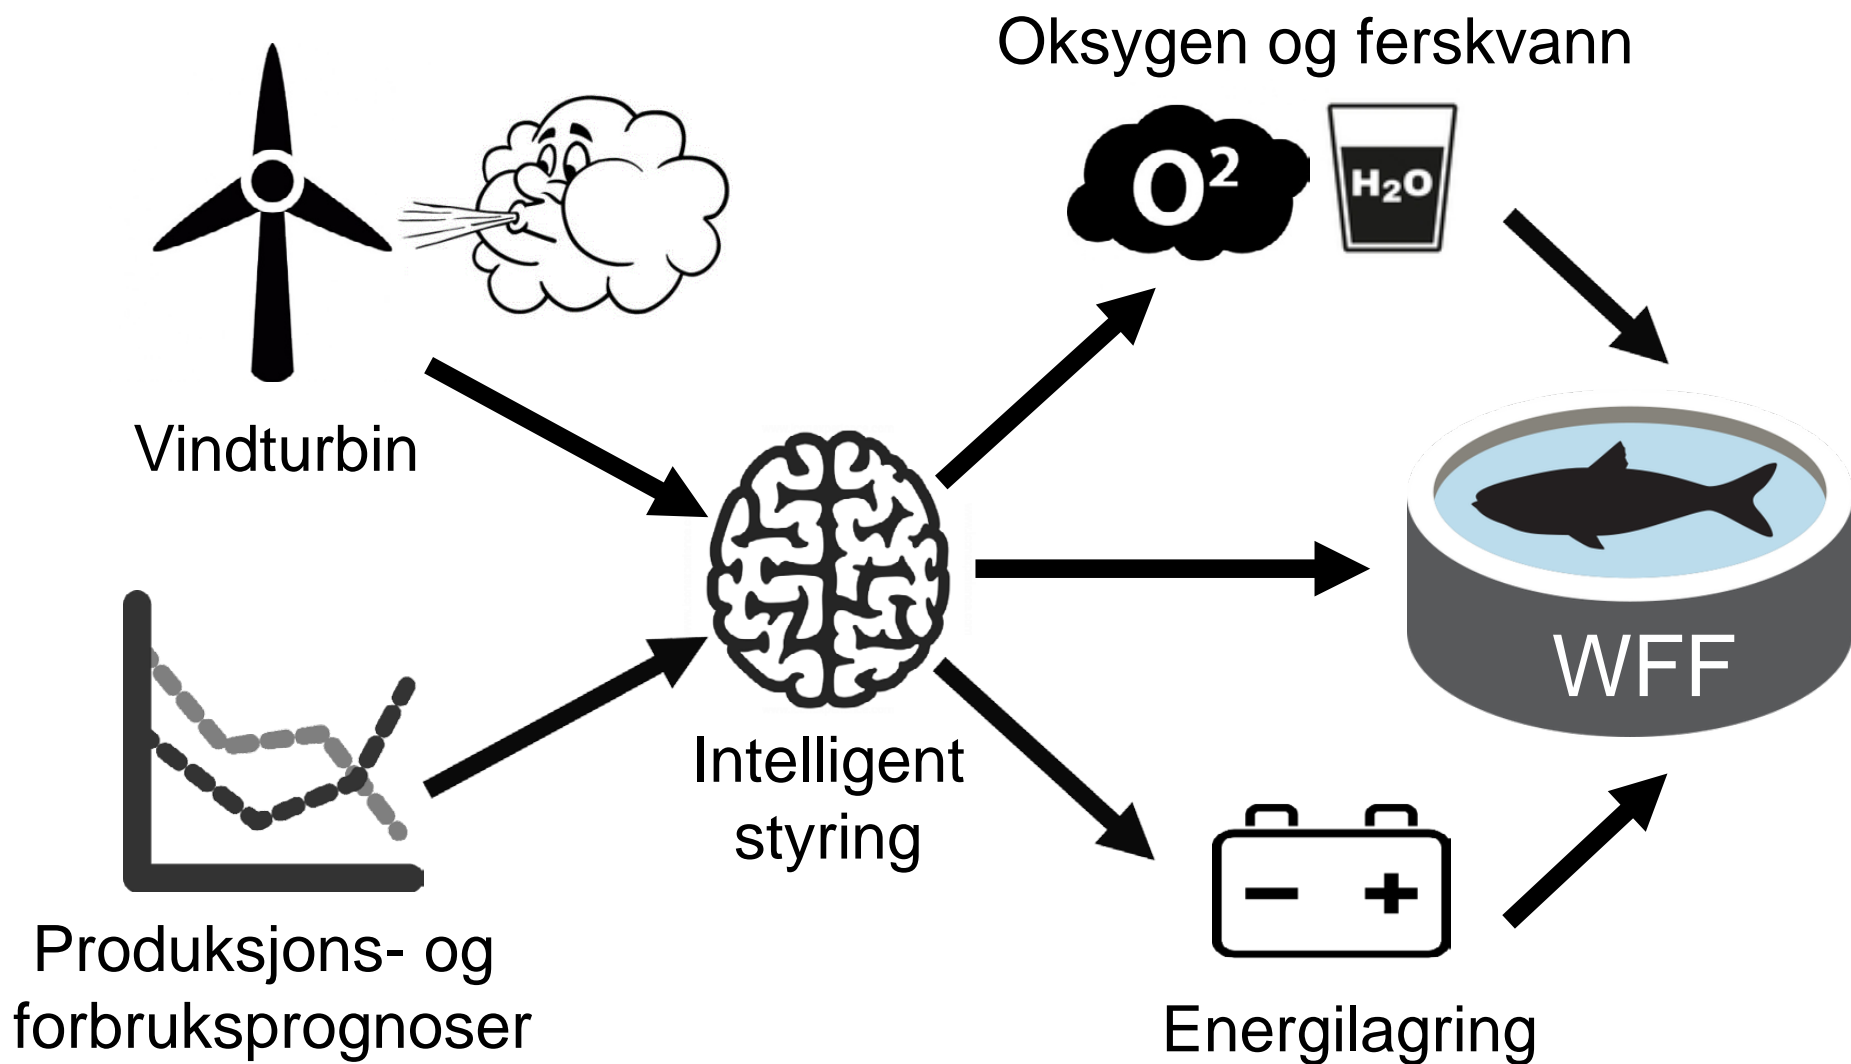 Oksygen og ferskvann
O²
H₂O
Vindturbin
WFF
Intelligent
styring
− +
Produksjons- og
forbruksprognoser
Energilagring